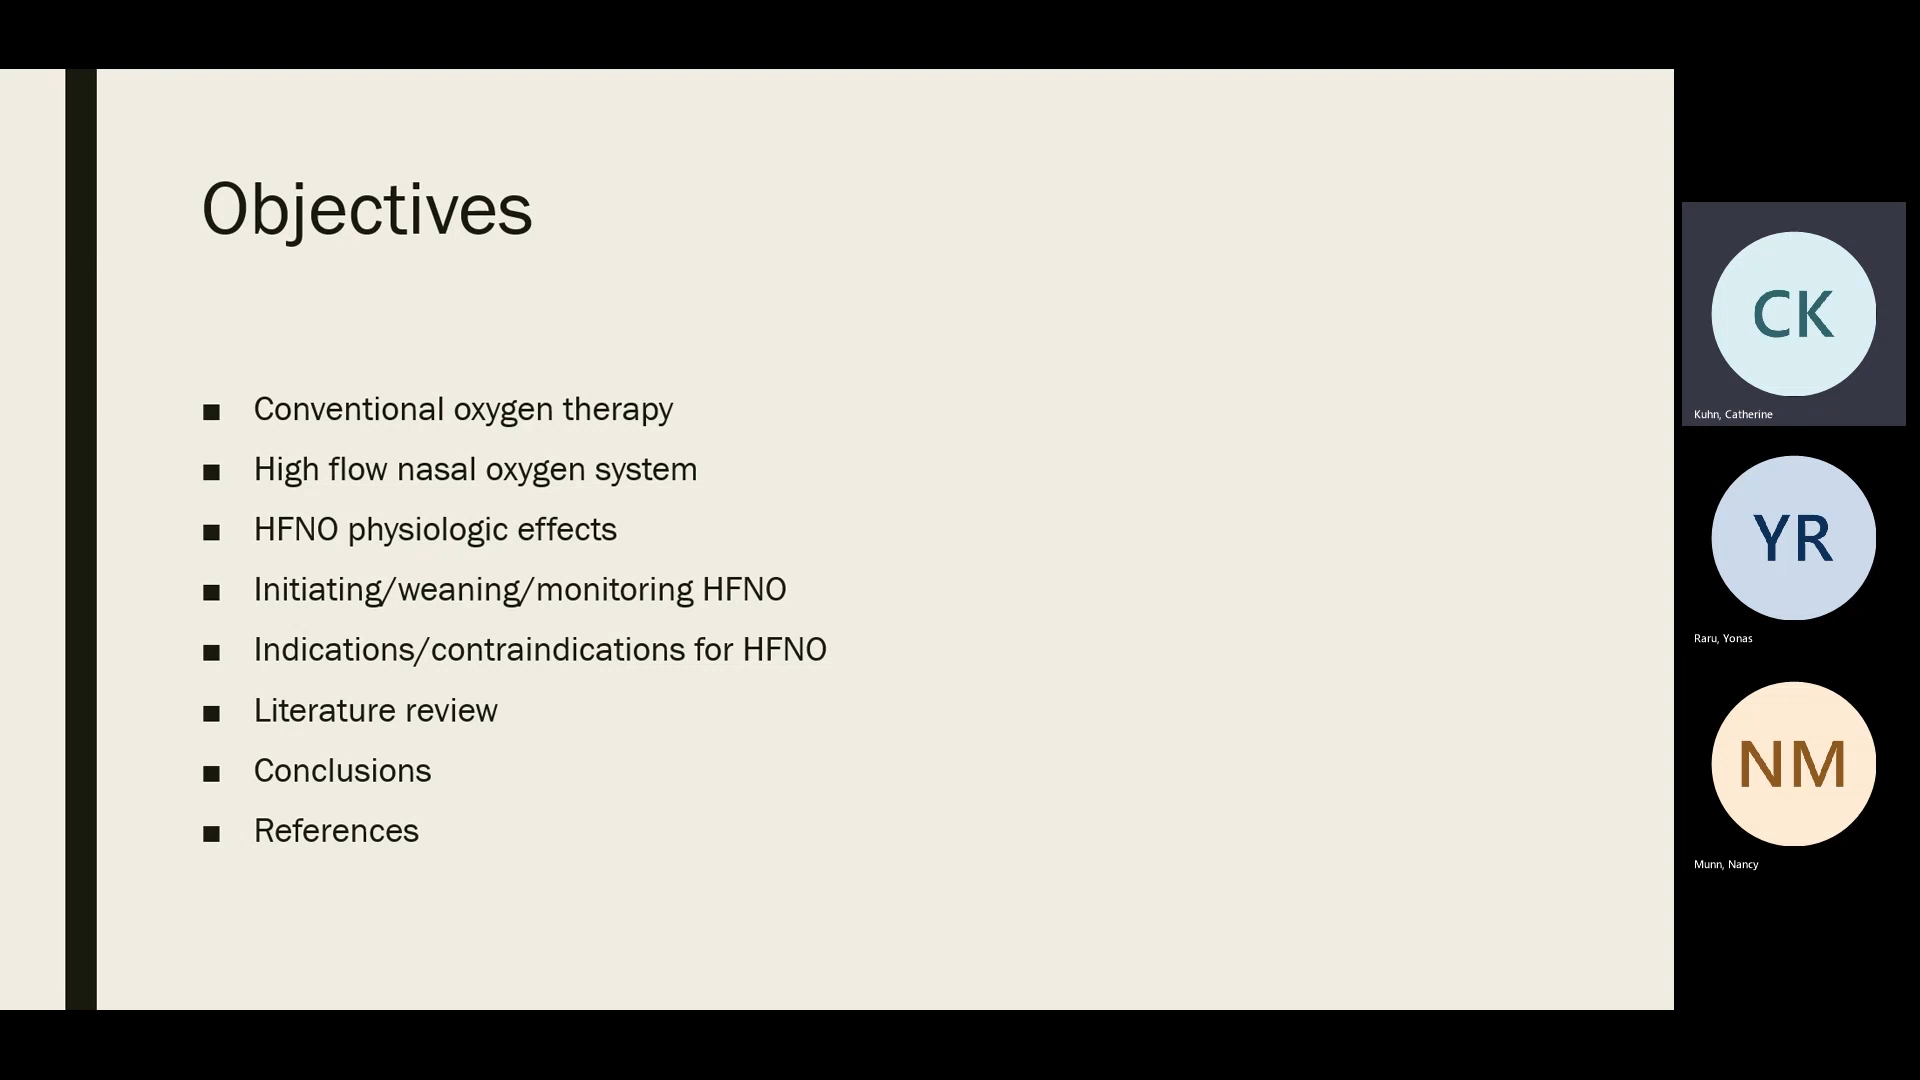 Objectives
■ Conventional oxygen therapy
■ High flow nasal oxygen system
■ HFNO physiologic effects
■ Initiating/weaning/monitoring HFNO
■ Indications/contraindications for HFNO
■ Literature review
■ Conclusions
■ References
CK
Kuhn, Catherine
YR
Raru, Yonas
NM
Munn, Nancy